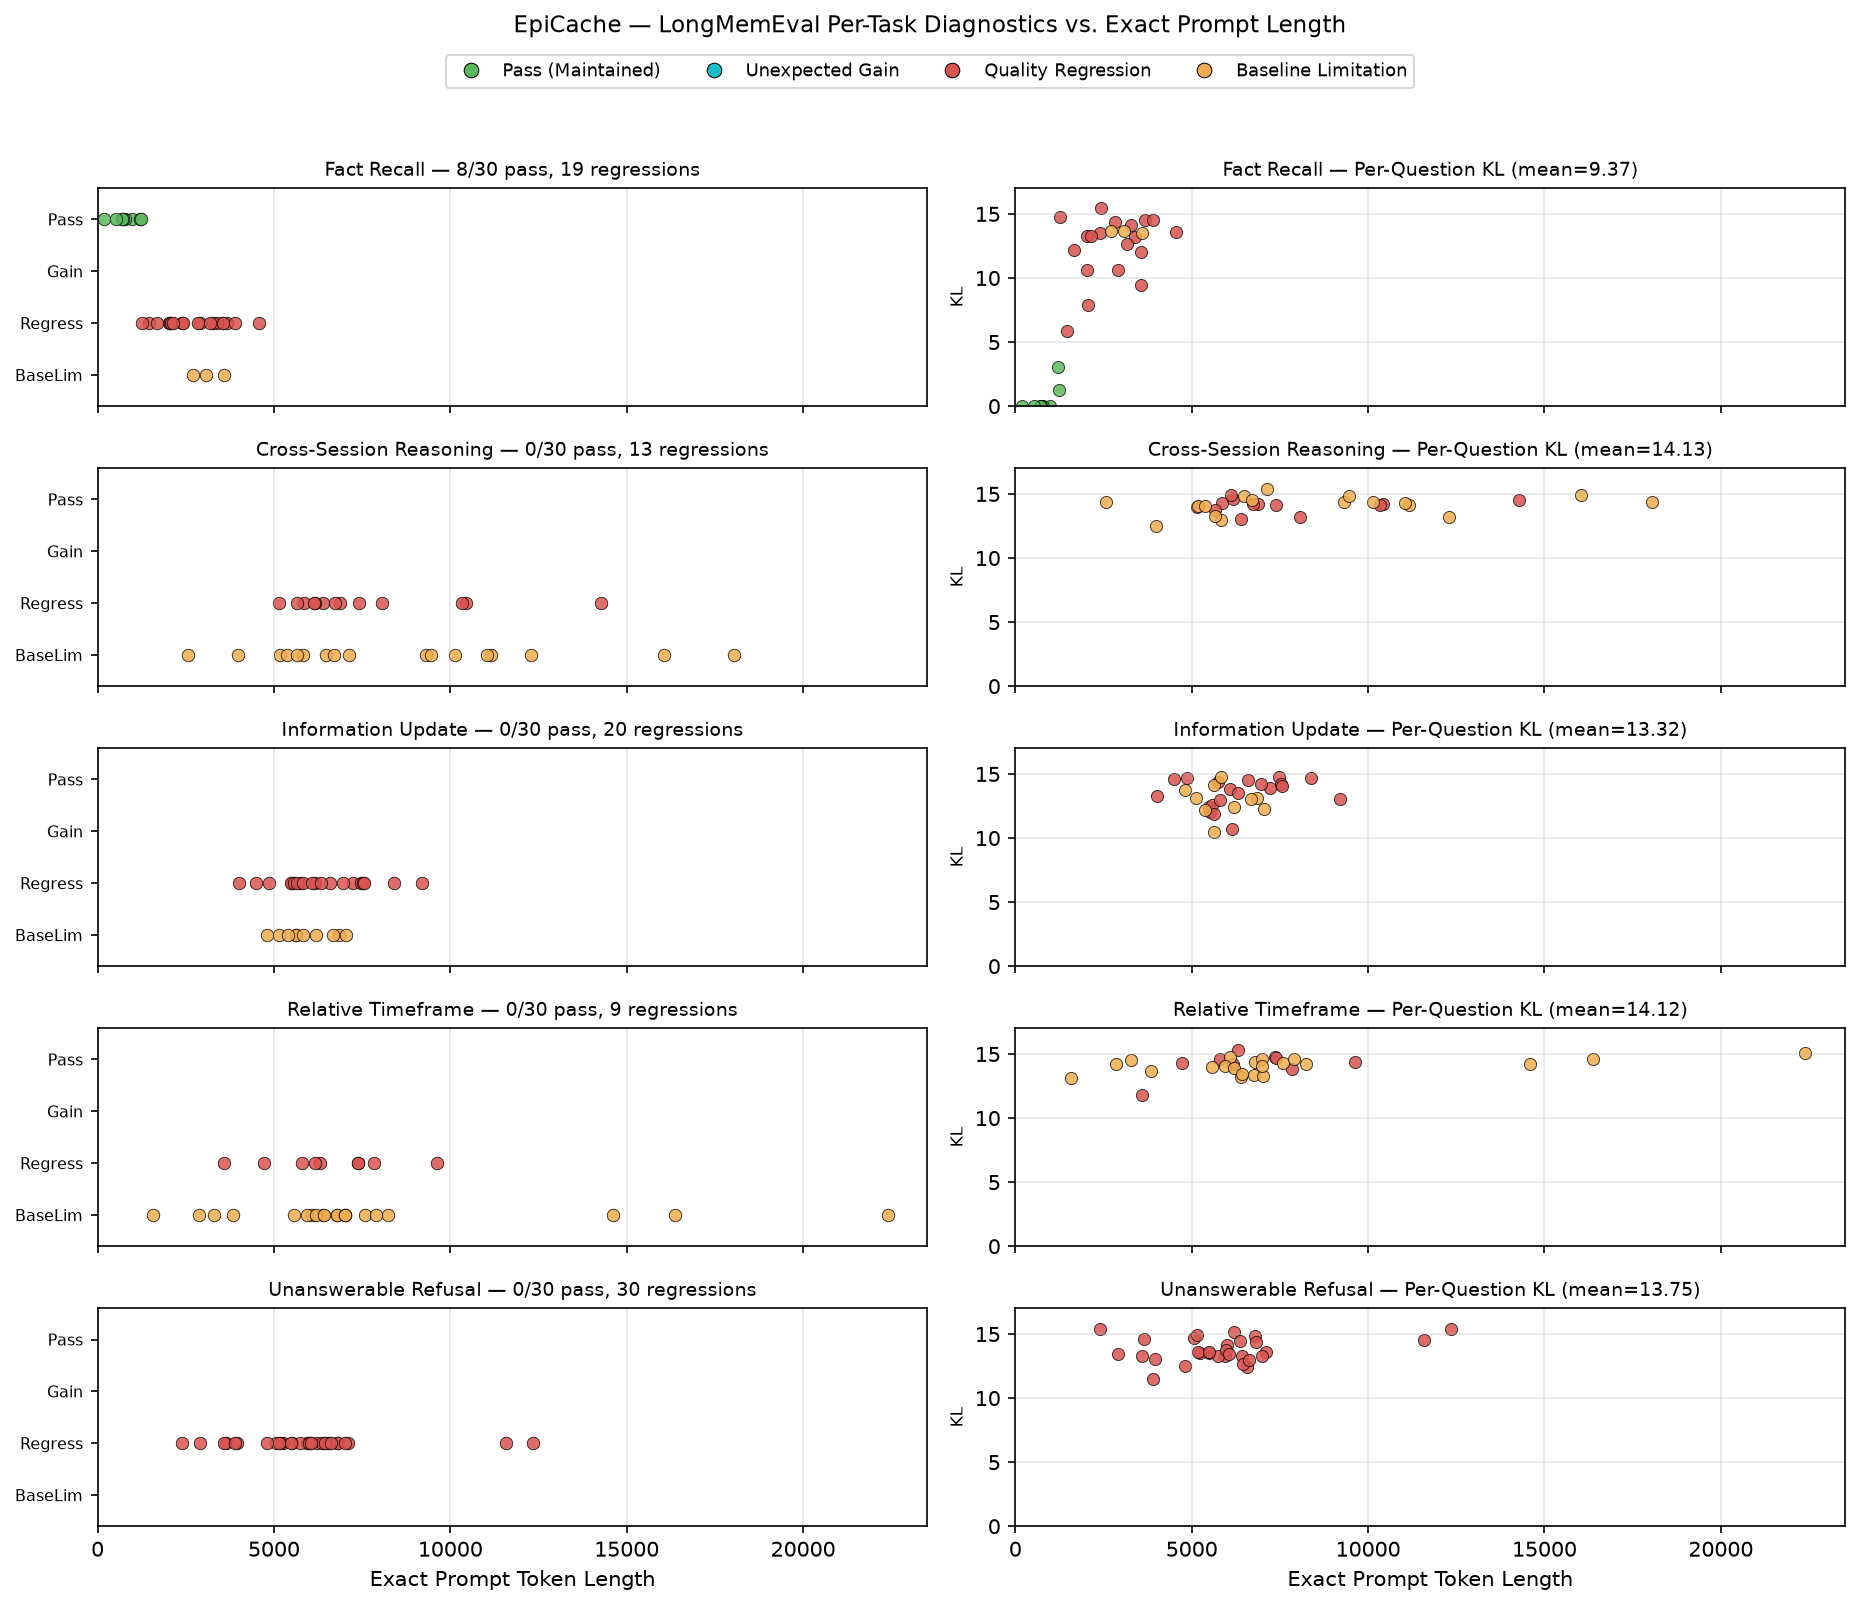 EpiCache — LongMemEval Per-Task Diagnostics vs. Exact Prompt Length
Pass (Maintained) Unexpected Gain Quality Regression Baseline Limitation
Fact Recall — 8/30 pass, 19 regressions
Pass
Gain
Regress
BaseLim
Fact Recall — Per-Question KL (mean=9.37)
KL
15
10
5
0
Cross-Session Reasoning — 0/30 pass, 13 regressions
Pass
Gain
Regress
BaseLim
Cross-Session Reasoning — Per-Question KL (mean=14.13)
KL
15
10
5
0
Information Update — 0/30 pass, 20 regressions
Pass
Gain
Regress
BaseLim
Information Update — Per-Question KL (mean=13.32)
KL
15
10
5
0
Relative Timeframe — 0/30 pass, 9 regressions
Pass
Gain
Regress
BaseLim
Relative Timeframe — Per-Question KL (mean=14.12)
KL
15
10
5
0
Unanswerable Refusal — 0/30 pass, 30 regressions
Pass
Gain
Regress
BaseLim
0 5000 10000 15000 20000
Exact Prompt Token Length
Unanswerable Refusal — Per-Question KL (mean=13.75)
KL
15
10
5
0
0 5000 10000 15000 20000
Exact Prompt Token Length